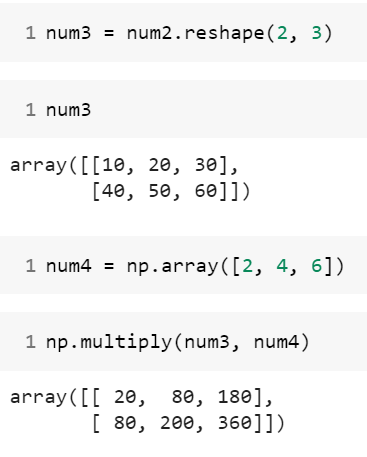 1 num3 = num2.reshape(2, 3)
1 num3
array([[10, 20, 30],
       [40, 50, 60]])
1 num4 = np.array([2, 4, 6])
1 np.multiply(num3, num4)
array([[ 20,  80, 180],
       [ 80, 200, 360]])